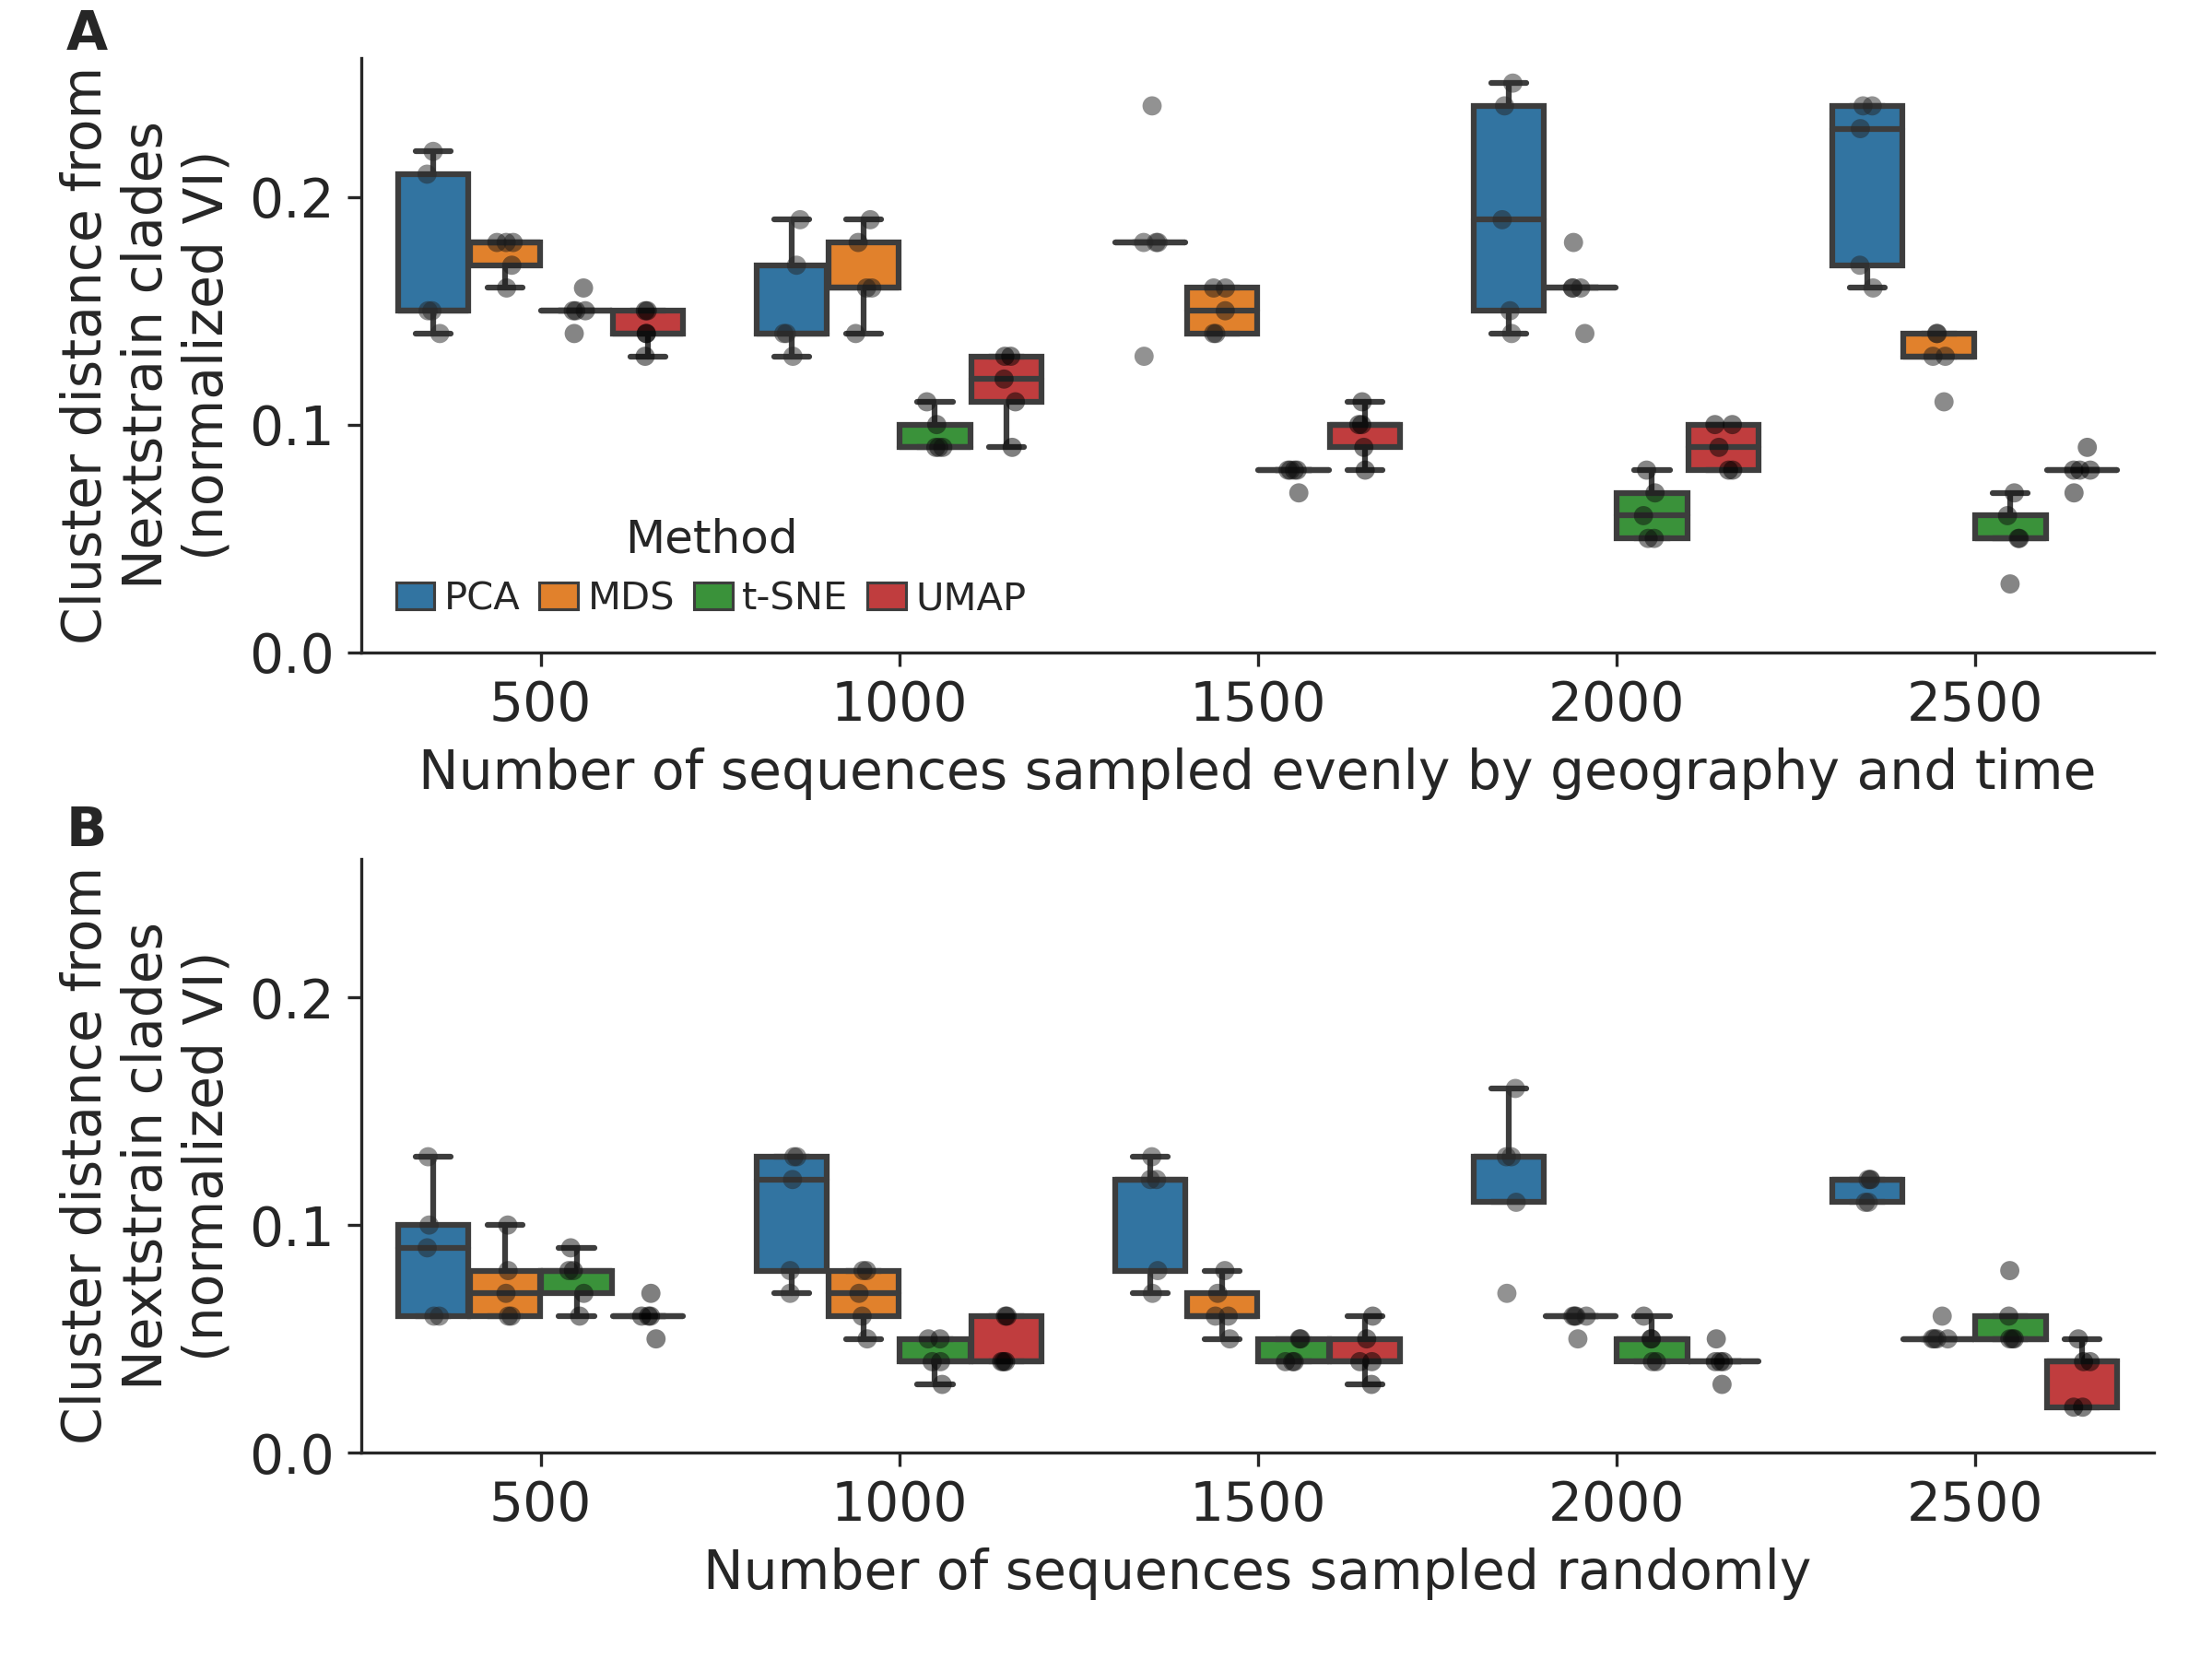 A
Cluster distance from
Nextstrain clades
(normalized VI)
0.2
0.1
0.0
Method
PCA MDS t-SNE UMAP
500 1000 1500 2000 2500
Number of sequences sampled evenly by geography and time
B
Cluster distance from
Nextstrain clades
(normalized VI)
0.2
0.1
0.0
500 1000 1500 2000 2500
Number of sequences sampled randomly